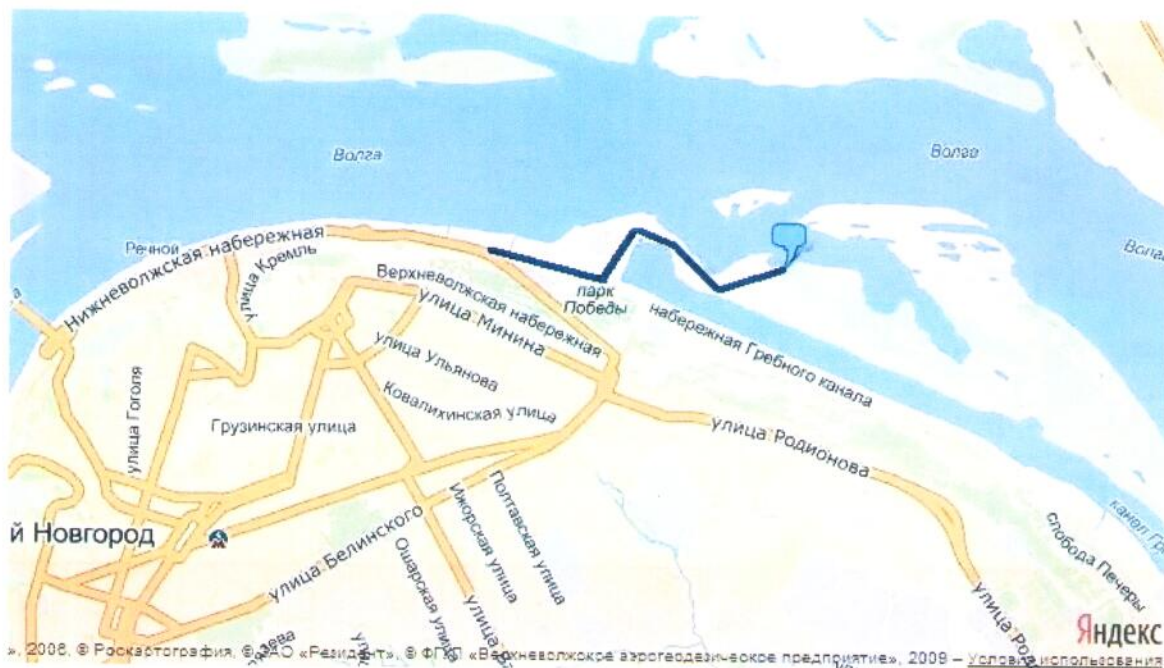 Волга
Волга
Речной
Нижневолжская набережная
улица Кремль
Верхневолжская набережная
парк
Победы
Волга
улица Минина
набережная Гребного канала
улица Ульянова
Ковалихинская улица
улица Гоголя
Грузинская улица
улица Родионова
й Новгород
Полтавская улица
Ижорская улица
улица Белинского
Ошарская улица
слобода Печеры
канал Гр
Яндекс
», 2008, © Роскартография, © ЗАО «Резидент», © ФГУП «Верхневолжское аэрогеодезическое предприятие», 2009 – Условия использования